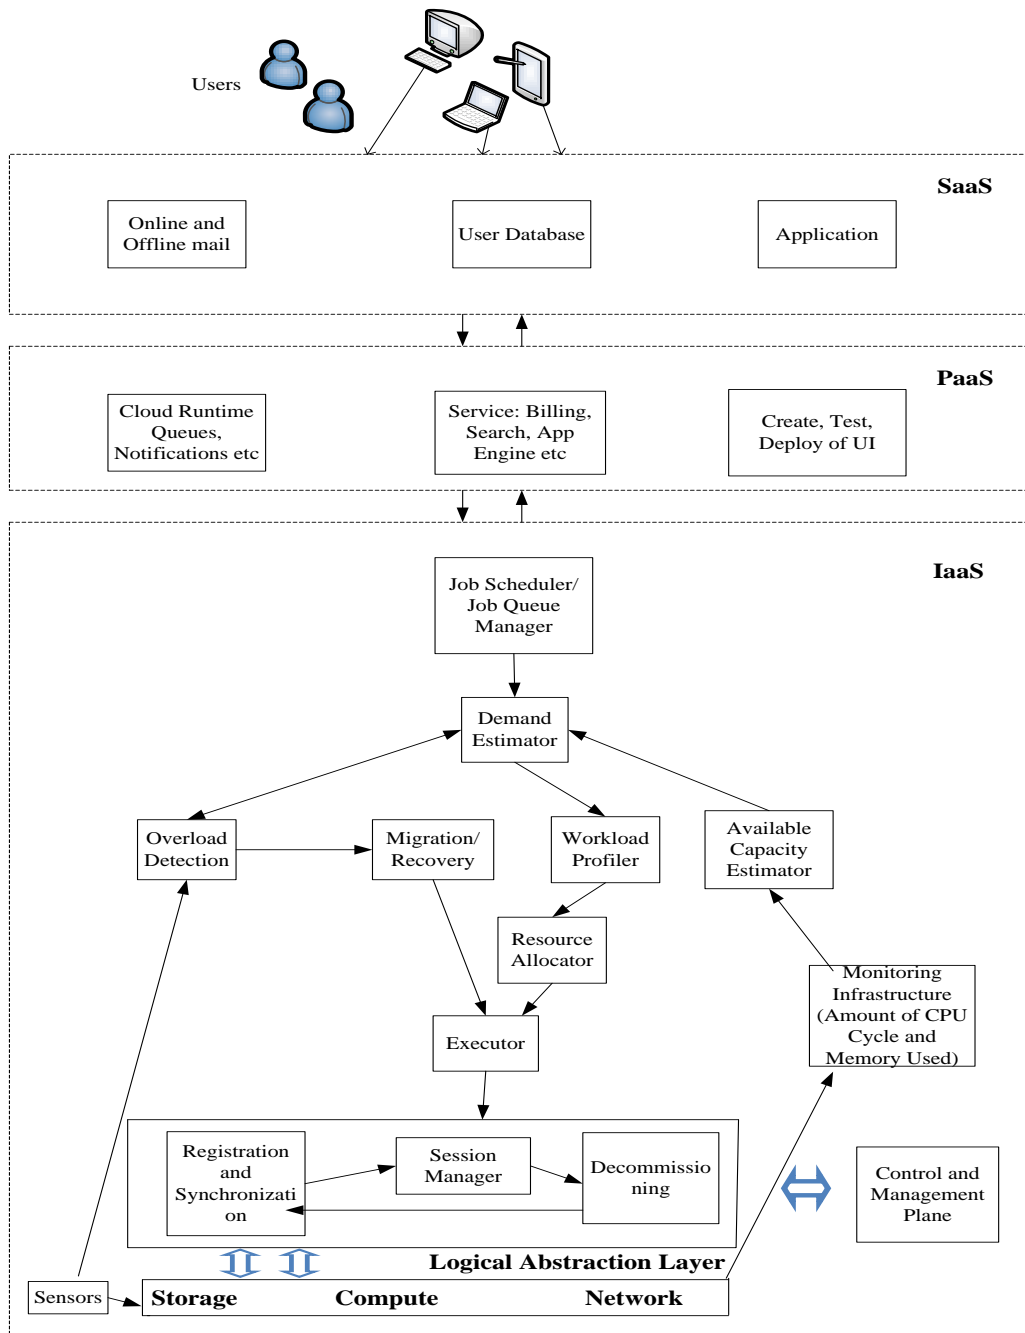 Users
SaaS
Online and
Offline mail
User Database
Application
PaaS
Cloud Runtime
Queues,
Notifications etc
Service: Billing,
Search, App
Engine etc
Create, Test,
Deploy of UI
IaaS
Job Scheduler/
Job Queue
Manager
Demand
Estimator
Overload
Detection
Migration/
Recovery
Workload
Profiler
Available
Capacity
Estimator
Resource
Allocator
Monitoring
Infrastructure
(Amount of CPU
Cycle and
Memory Used)
Executor
Registration
and
Synchronizati
on
Session
Manager
Decommissio
ning
Control and
Management
Plane
Logical Abstraction Layer
Sensors
Storage
Compute
Network